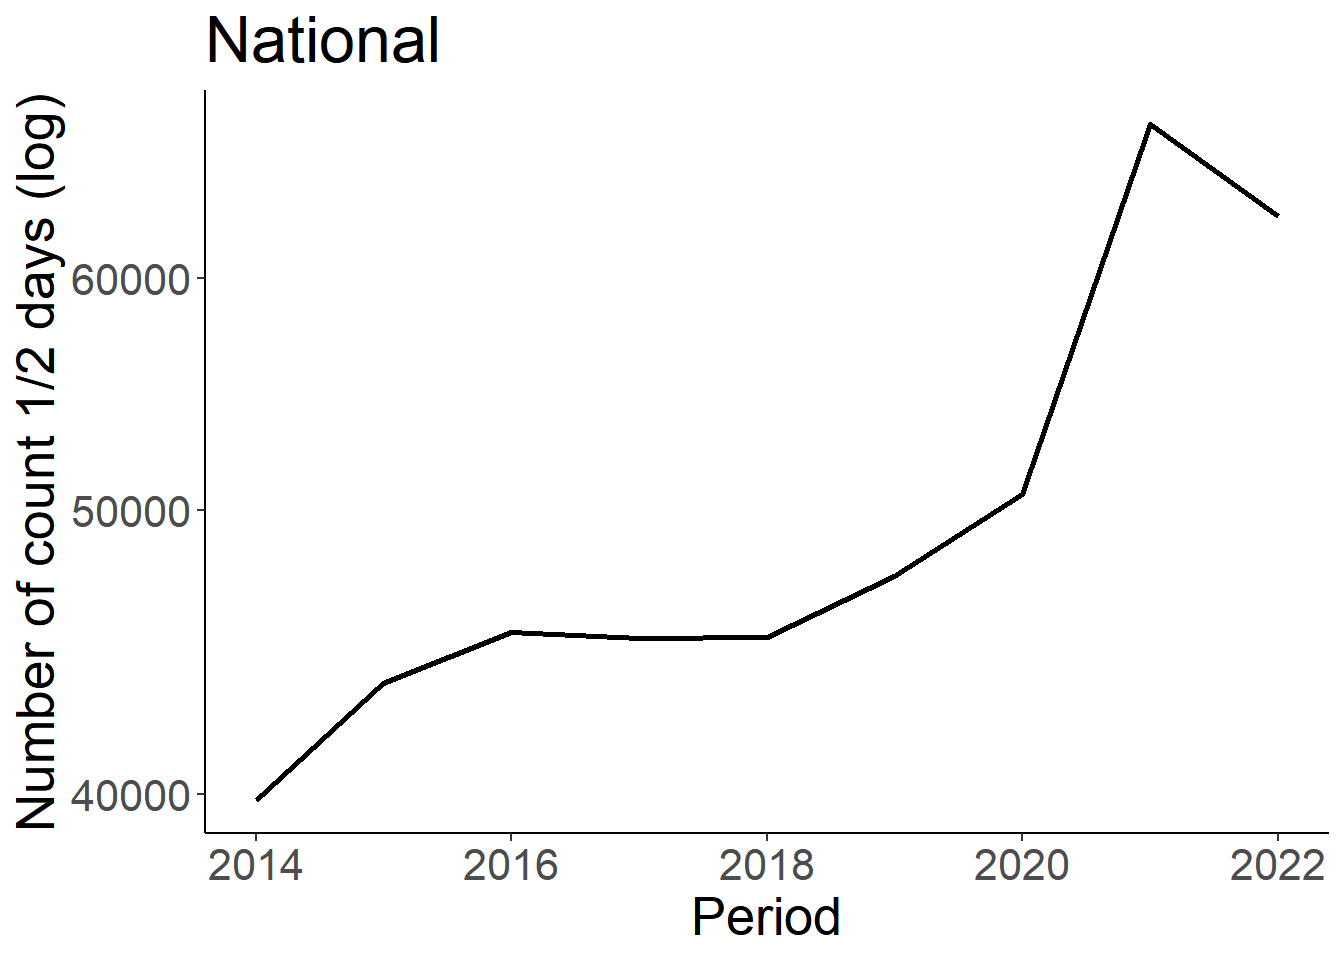 National
Number of count 1/2 days (log)
60000
50000
40000
2014 2016 2018 2020 2022
Period